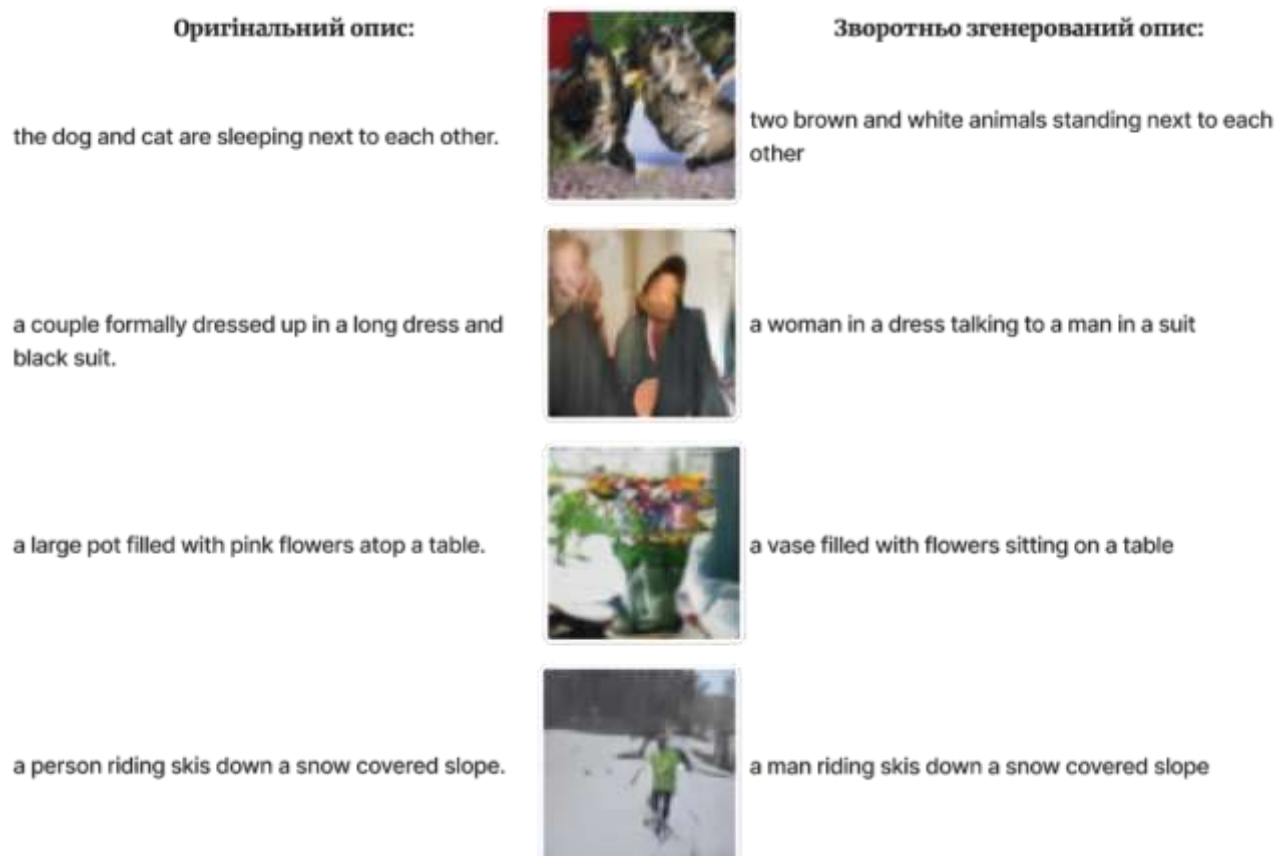 Оригінальний опис:
Зворотньо згенерований опис:
the dog and cat are sleeping next to each other.
two brown and white animals standing next to each
other
a couple formally dressed up in a long dress and
black suit.
a woman in a dress talking to a man in a suit
a large pot filled with pink flowers atop a table.
a vase filled with flowers sitting on a table
a person riding skis down a snow covered slope.
a man riding skis down a snow covered slope